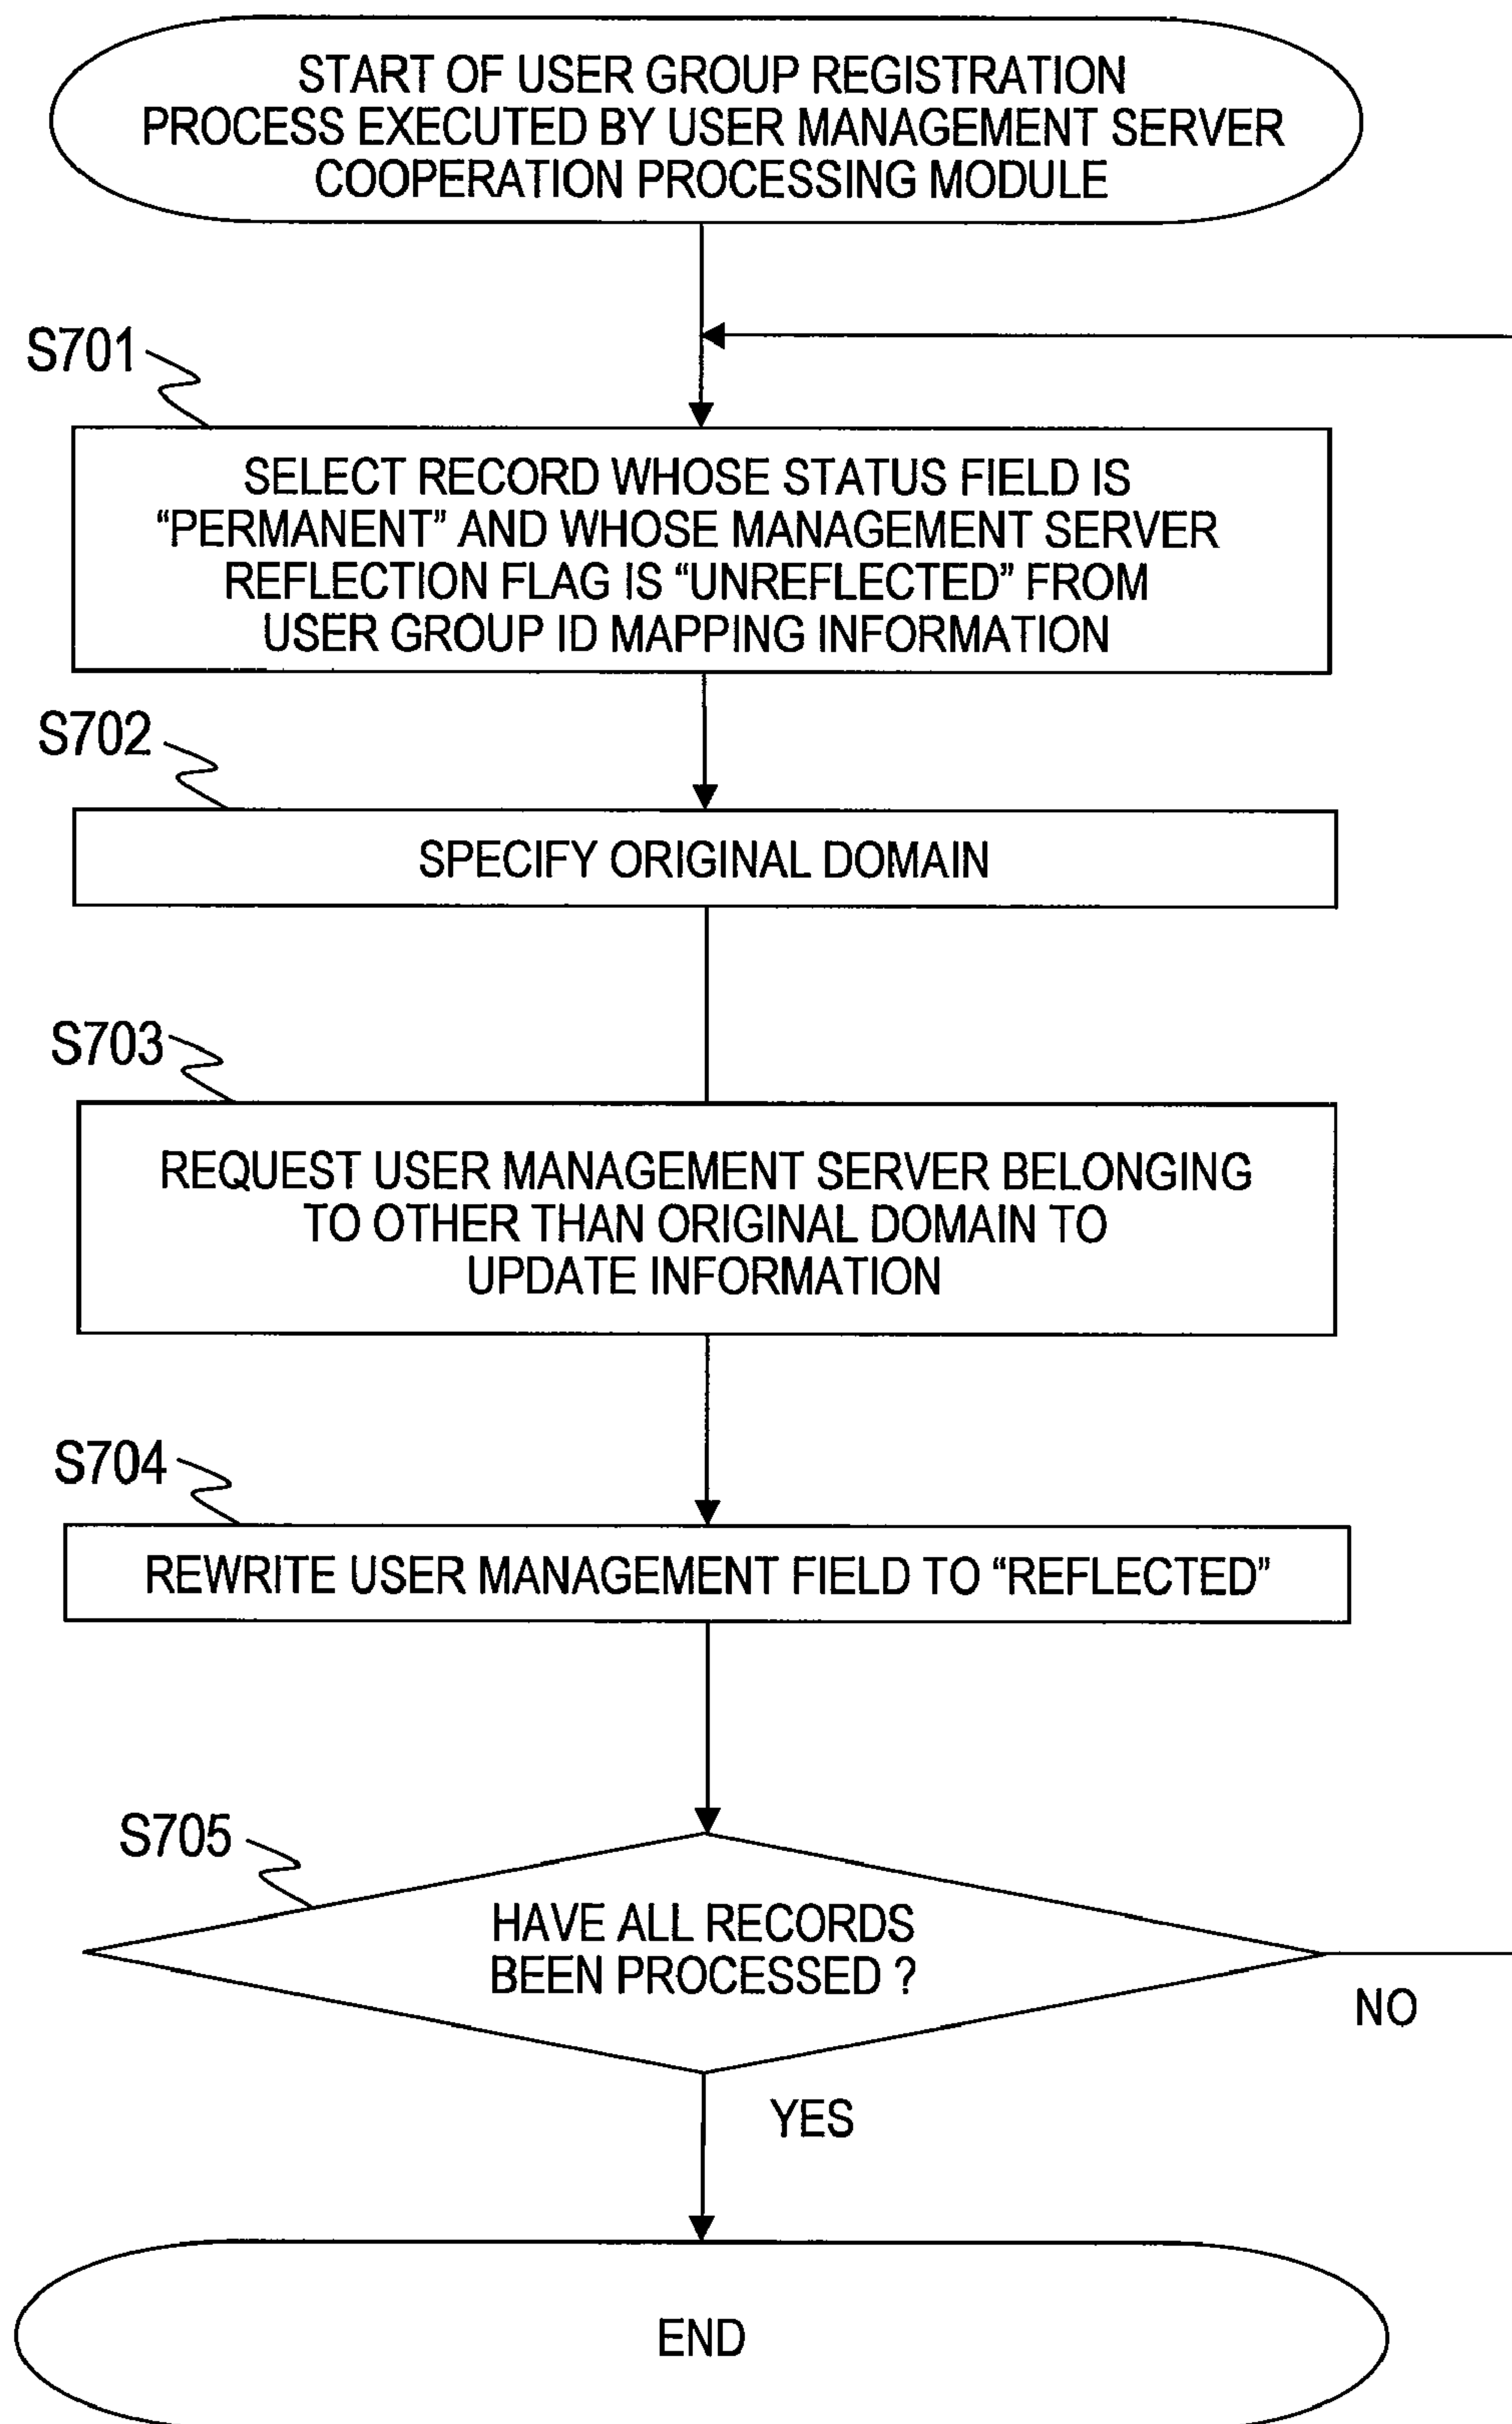 START OF USER GROUP REGISTRATION
PROCESS EXECUTED BY USER MANAGEMENT SERVER
COOPERATION PROCESSING MODULE
S701
SELECT RECORD WHOSE STATUS FIELD IS
“PERMANENT” AND WHOSE MANAGEMENT SERVER
REFLECTION FLAG IS “UNREFLECTED” FROM
USER GROUP ID MAPPING INFORMATION
S702
SPECIFY ORIGINAL DOMAIN
S703
REQUEST USER MANAGEMENT SERVER BELONGING
TO OTHER THAN ORIGINAL DOMAIN TO
UPDATE INFORMATION
S704
REWRITE USER MANAGEMENT FIELD TO “REFLECTED”
S705
HAVE ALL RECORDS
BEEN PROCESSED ?
NO
YES
END